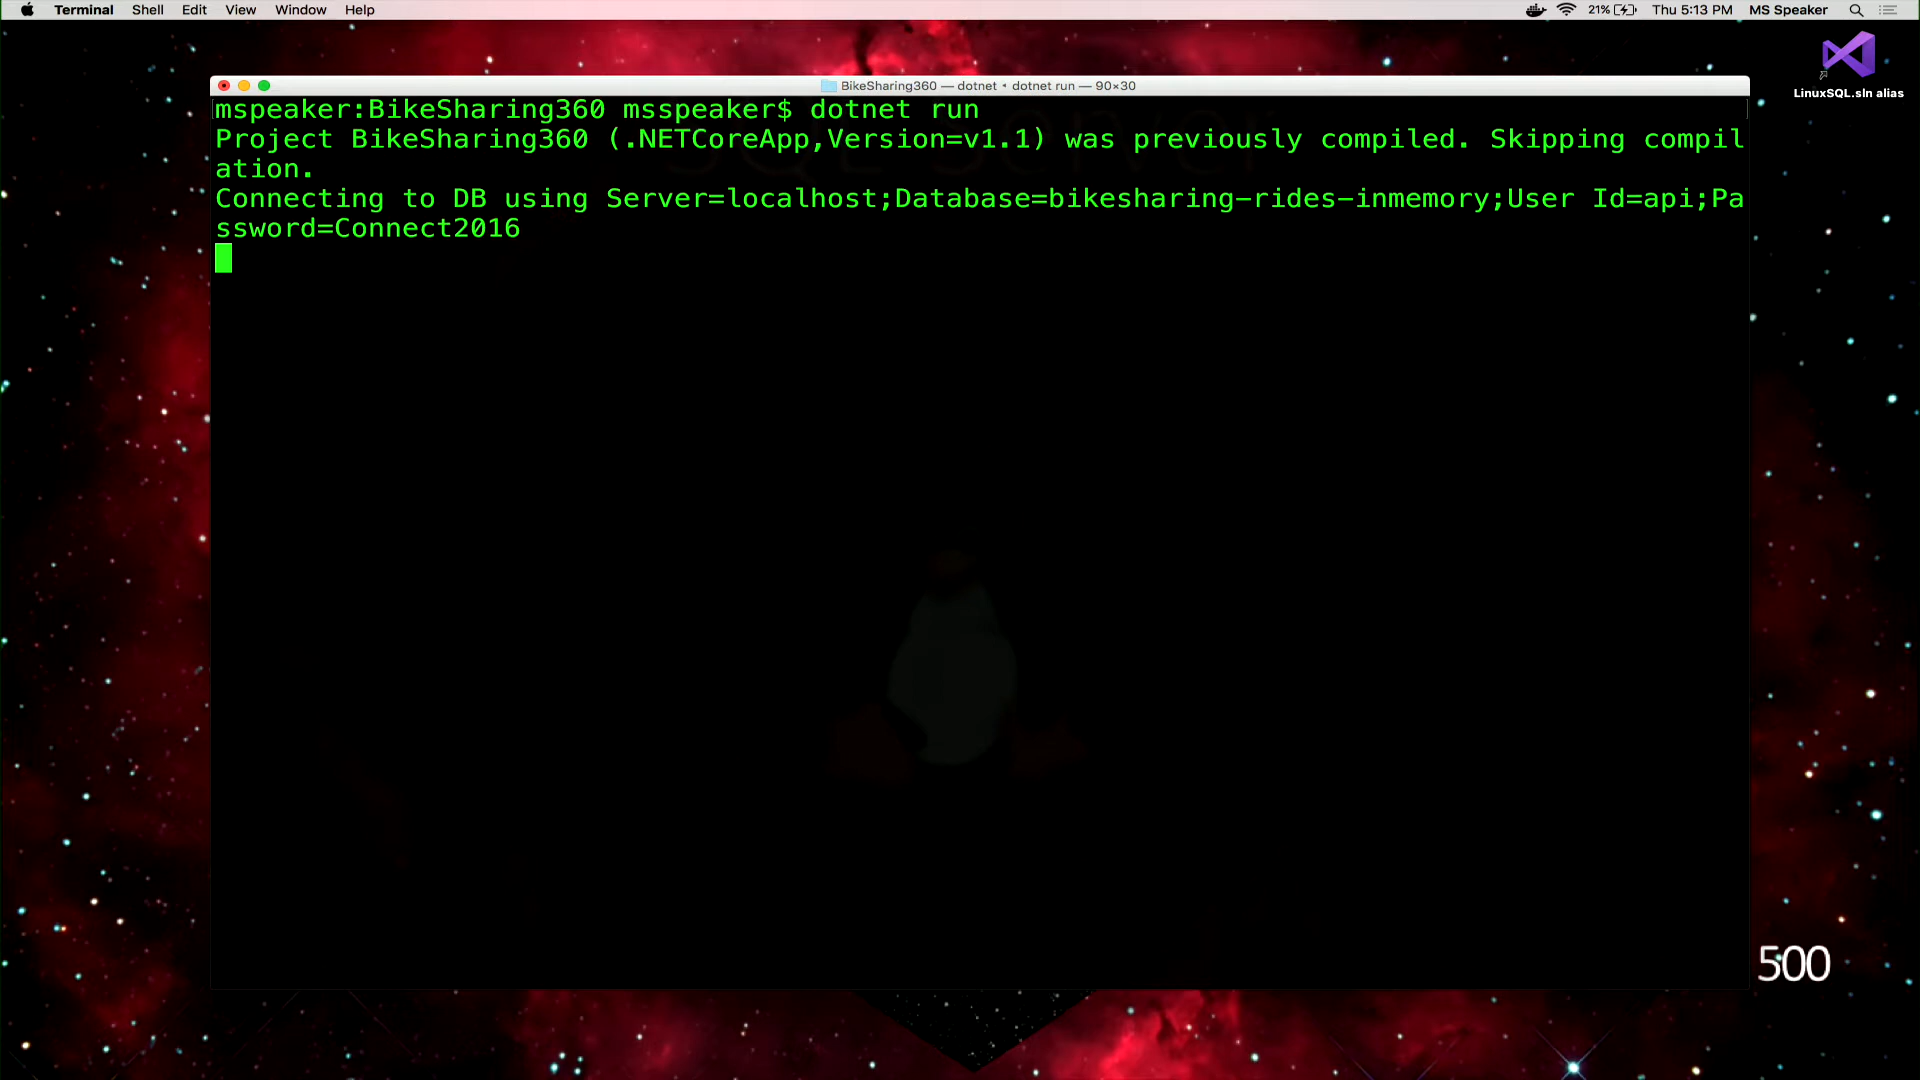 Terminal Shell Edit View Window Help 21% Thu 5:13 PM MS Speaker
LinuxSQL.sln alias
BikeSharing360 — dotnet • dotnet run — 90×30
mspeaker:BikeSharing360 msspeaker$ dotnet run
Project BikeSharing360 (.NETCoreApp,Version=v1.1) was previously compiled. Skipping compil
ation.
Connecting to DB using Server=localhost;Database=bikesharing-rides-inmemory;User Id=api;Pa
ssword=Connect2016
500